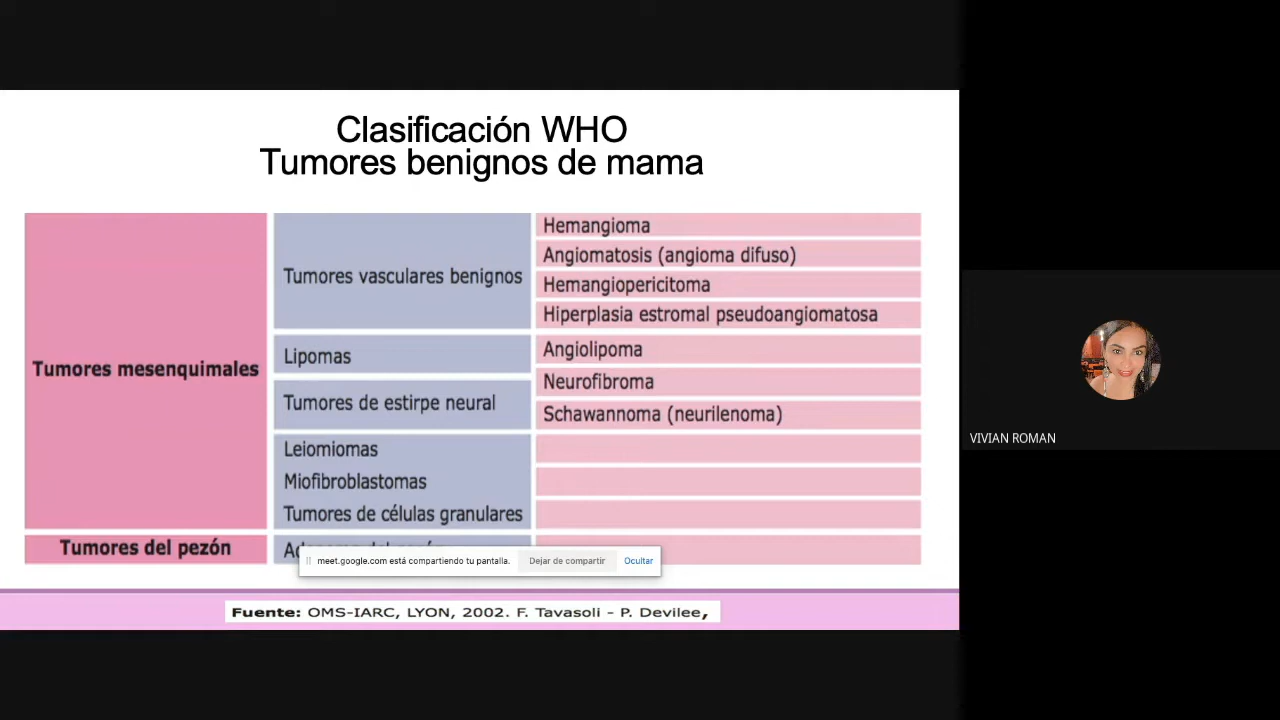 Clasificación WHO
Tumores benignos de mama
Tumores mesenquimales
Tumores vasculares benignos
Hemangioma
Angiomatosis (angioma difuso)
Hemangiopericitoma
Hiperplasia estromal pseudoangiomatosa
Lipomas
Angiolipoma
Tumores de estirpe neural
Neurofibroma
Schawannoma (neurilenoma)
Leiomiomas
Miofibroblastomas
Tumores de células granulares
Tumores del pezón
meet.google.com está compartiendo tu pantalla. Dejar de compartir Ocultar
Fuente: OMS-IARC, LYON, 2002. F. Tavasoli - P. Devilee,
VIVIAN ROMAN